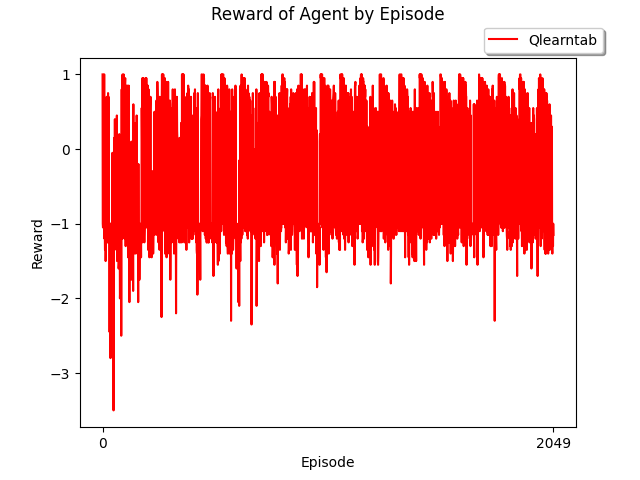 Reward of Agent by Episode
Qlearntab
1
0
−1
−2
−3
Reward
0
2049
Episode